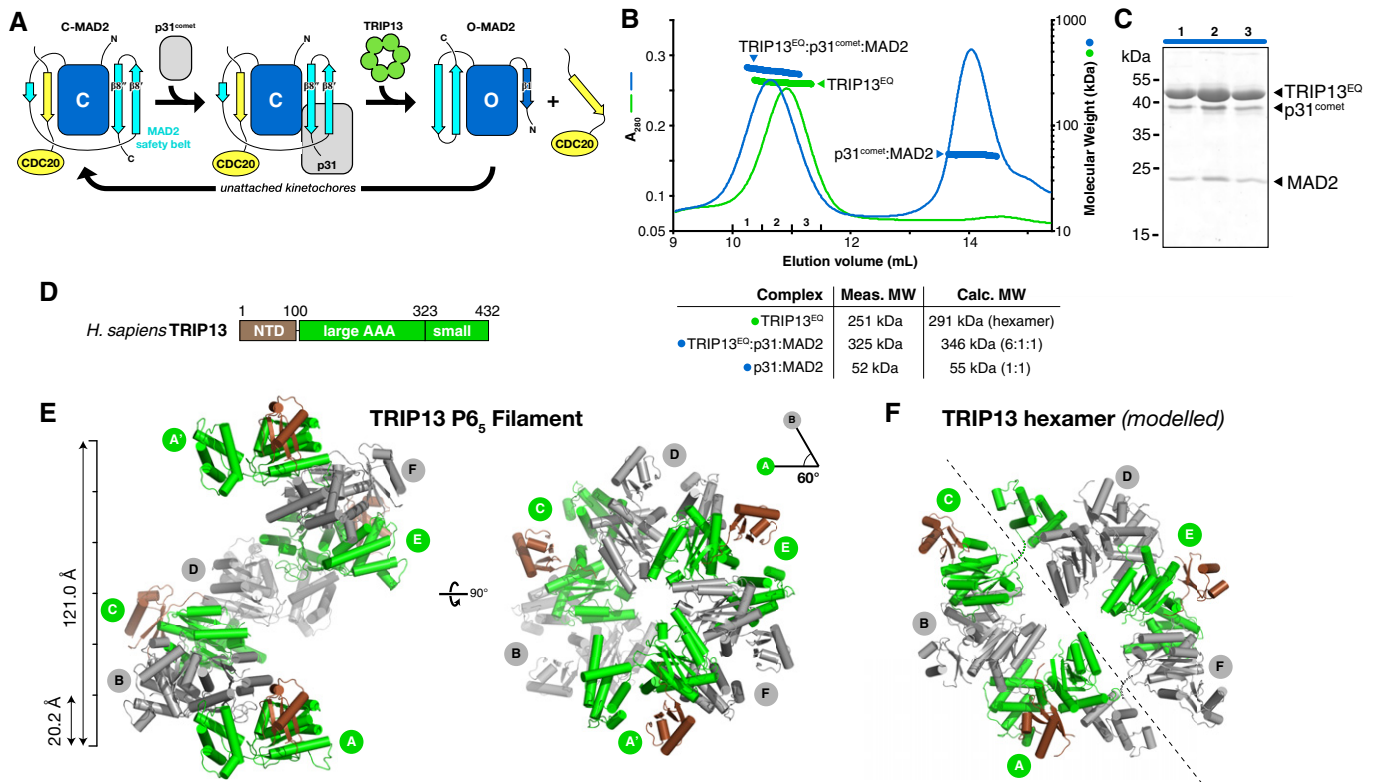 A
C-MAD2
p31comet
TRIP13
O-MAD2
N
C
β8″
β8′
MAD2
safety belt
C
CDC20
N
C
β8″
β8′
C
p31
CDC20
C
O
β1
N
+
CDC20
unattached kinetochores
B
A280
0.3
0.2
0.1
0.05
TRIP13EQ:p31comet:MAD2
TRIP13EQ
p31comet:MAD2
1000
100
10
Molecular Weight (kDa)
1 2 3
9 10 12 14
Elution volume (mL)
Complex Meas. MW Calc. MW
TRIP13EQ 251 kDa 291 kDa (hexamer)
TRIP13EQ:p31:MAD2 325 kDa 346 kDa (6:1:1)
p31:MAD2 52 kDa 55 kDa (1:1)
C
1 2 3
kDa
55
40
35
25
15
TRIP13EQ
p31comet
MAD2
D
1 100 323 432
H. sapiens TRIP13
NTD large AAA small
E
TRIP13 P65 Filament
121.0 Å
20.2 Å
A'
F
E
D
C
B
A
90°
D
C
E
B
F
A'
B
A
60°
F
TRIP13 hexamer (modelled)
C
D
E
B
F
A